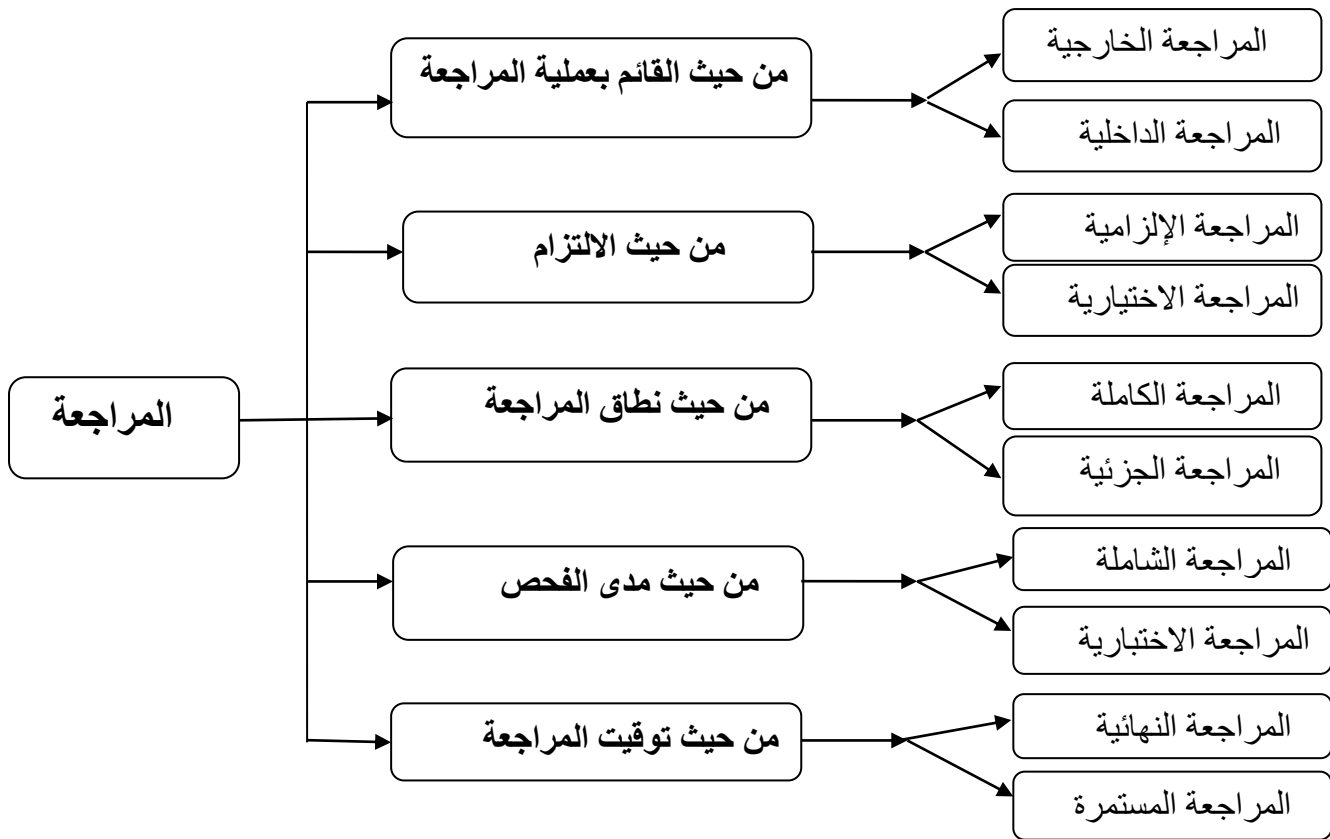 المراجعة
من حيث القائم بعملية المراجعة
المراجعة الخارجية
المراجعة الداخلية
من حيث الالتزام
المراجعة الإلزامية
المراجعة الاختيارية
من حيث نطاق المراجعة
المراجعة الكاملة
المراجعة الجزئية
من حيث مدى الفحص
المراجعة الشاملة
المراجعة الاختبارية
من حيث توقيت المراجعة
المراجعة النهائية
المراجعة المستمرة